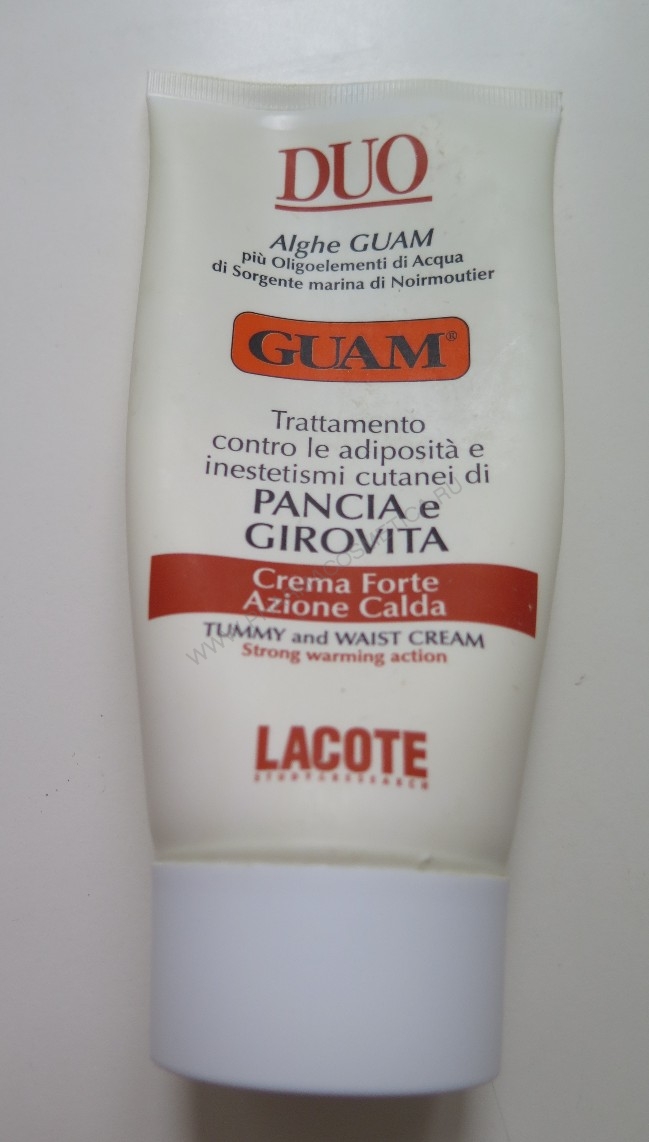 DUO
Alghe GUAM
più Oligoelementi di Acqua
di Sorgente marina di Noirmoutier
GUAM®
Trattamento
contro le adiposità e
inestetismi cutanei di
PANCIA e
GIROVITA
Crema Forte
Azione Calda
TUMMY and WAIST CREAM
Strong warming action
LACOTE